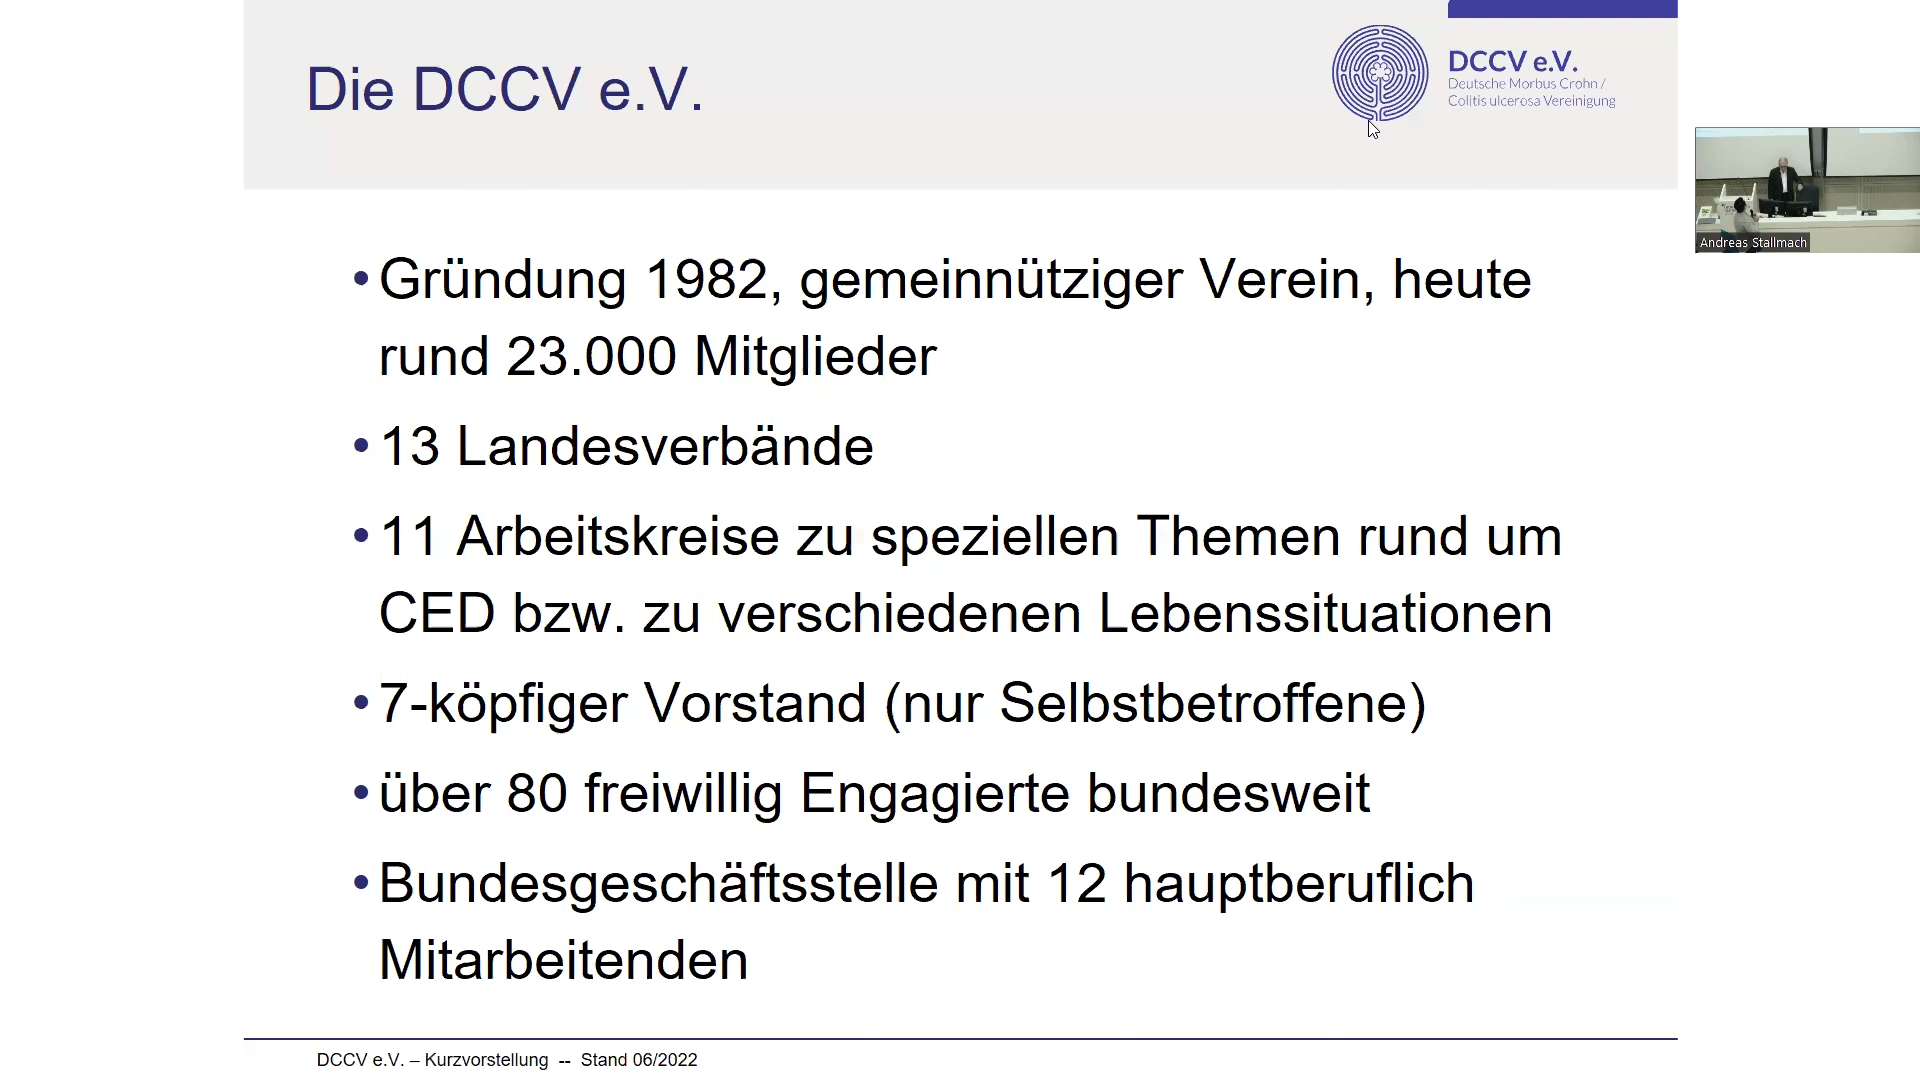 Die DCCV e.V.
DCCV e.V.
Deutsche Morbus Crohn /
Colitis ulcerosa Vereinigung
Andreas Stallmach
• Gründung 1982, gemeinnütziger Verein, heute
rund 23.000 Mitglieder
• 13 Landesverbände
• 11 Arbeitskreise zu speziellen Themen rund um
CED bzw. zu verschiedenen Lebenssituationen
• 7-köpfiger Vorstand (nur Selbstbetroffene)
• über 80 freiwillig Engagierte bundesweit
• Bundesgeschäftsstelle mit 12 hauptberuflich
Mitarbeitenden
DCCV e.V. – Kurzvorstellung -- Stand 06/2022